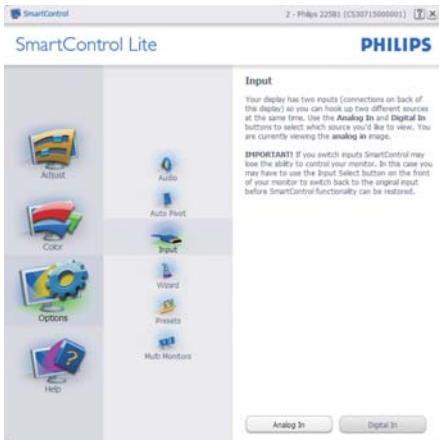 SmartControl
2 - Philips 225B1 (CS30715000001)
SmartControl Lite
PHILIPS
Adjust
Color
Options
Help
Audio
Auto Pivot
Input
Wizard
Presets
Multi Monitors
Input
Your display has two inputs (connections on back of
this display) so you can hook up two different sources
at the same time. Use the Analog In and Digital In
buttons to select which source you'd like to view. You
are currently viewing the analog in image.
IMPORTANT! If you switch inputs SmartControl may
lose the ability to control your monitor. In this case you
may have to use the Input Select button on the front
of your monitor to switch back to the original input
before SmartControl functionality can be restored.
Analog In
Digital In